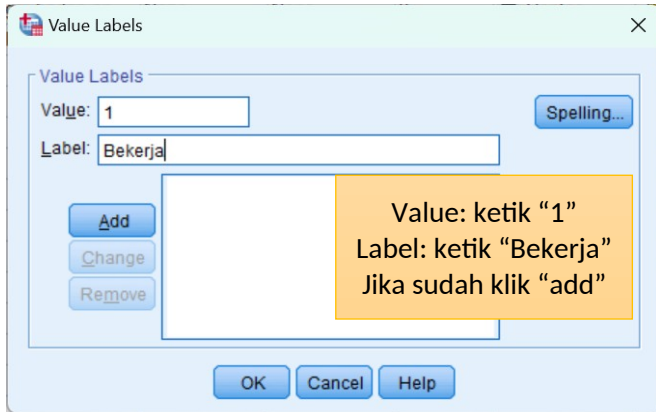 Value Labels
Value Labels
Value: 1
Spelling...
Label: Bekerja
Add
Change
Remove
Value: ketik “1”
Label: ketik “Bekerja”
Jika sudah klik “add”
OK Cancel Help